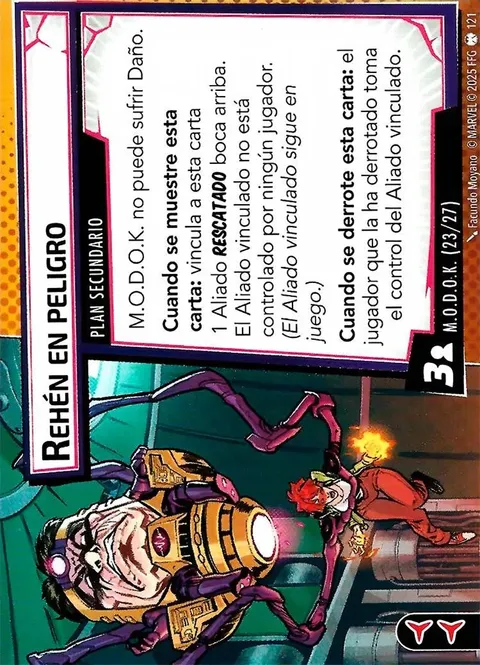 REHÉN EN PELIGRO
PLAN SECUNDARIO
M.O.D.O.K. no puede sufrir Daño.
Cuando se muestre esta
carta: vincula a esta carta
1 Aliado RESCATADO boca arriba.
El Aliado vinculado no está
controlado por ningún jugador.
(El Aliado vinculado sigue en
juego.)
Cuando se derrote esta carta: el
jugador que la ha derrotado toma
el control del Aliado vinculado.
3
M.O.D.O.K. (23/27)
Facundo Moyano © MARVEL © 2025 FFG 121